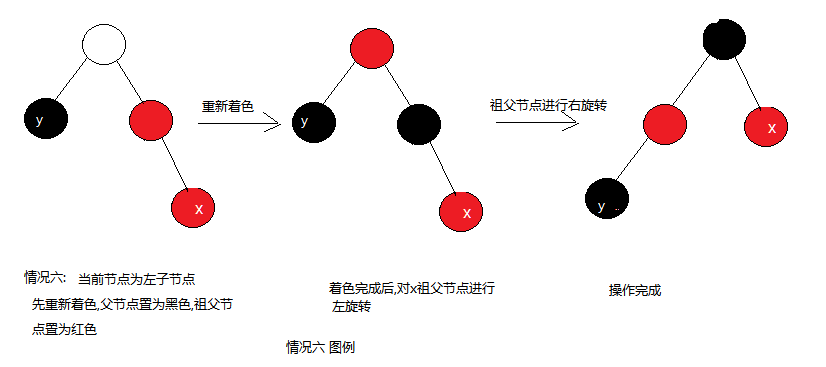 y
x
重新着色
y
x
祖父节点进行右旋转
y
x
情况六: 当前节点为左子节点
先重新着色,父节点置为黑色,祖父节
点置为红色
着色完成后,对x祖父节点进行
左旋转
操作完成
情况六 图例